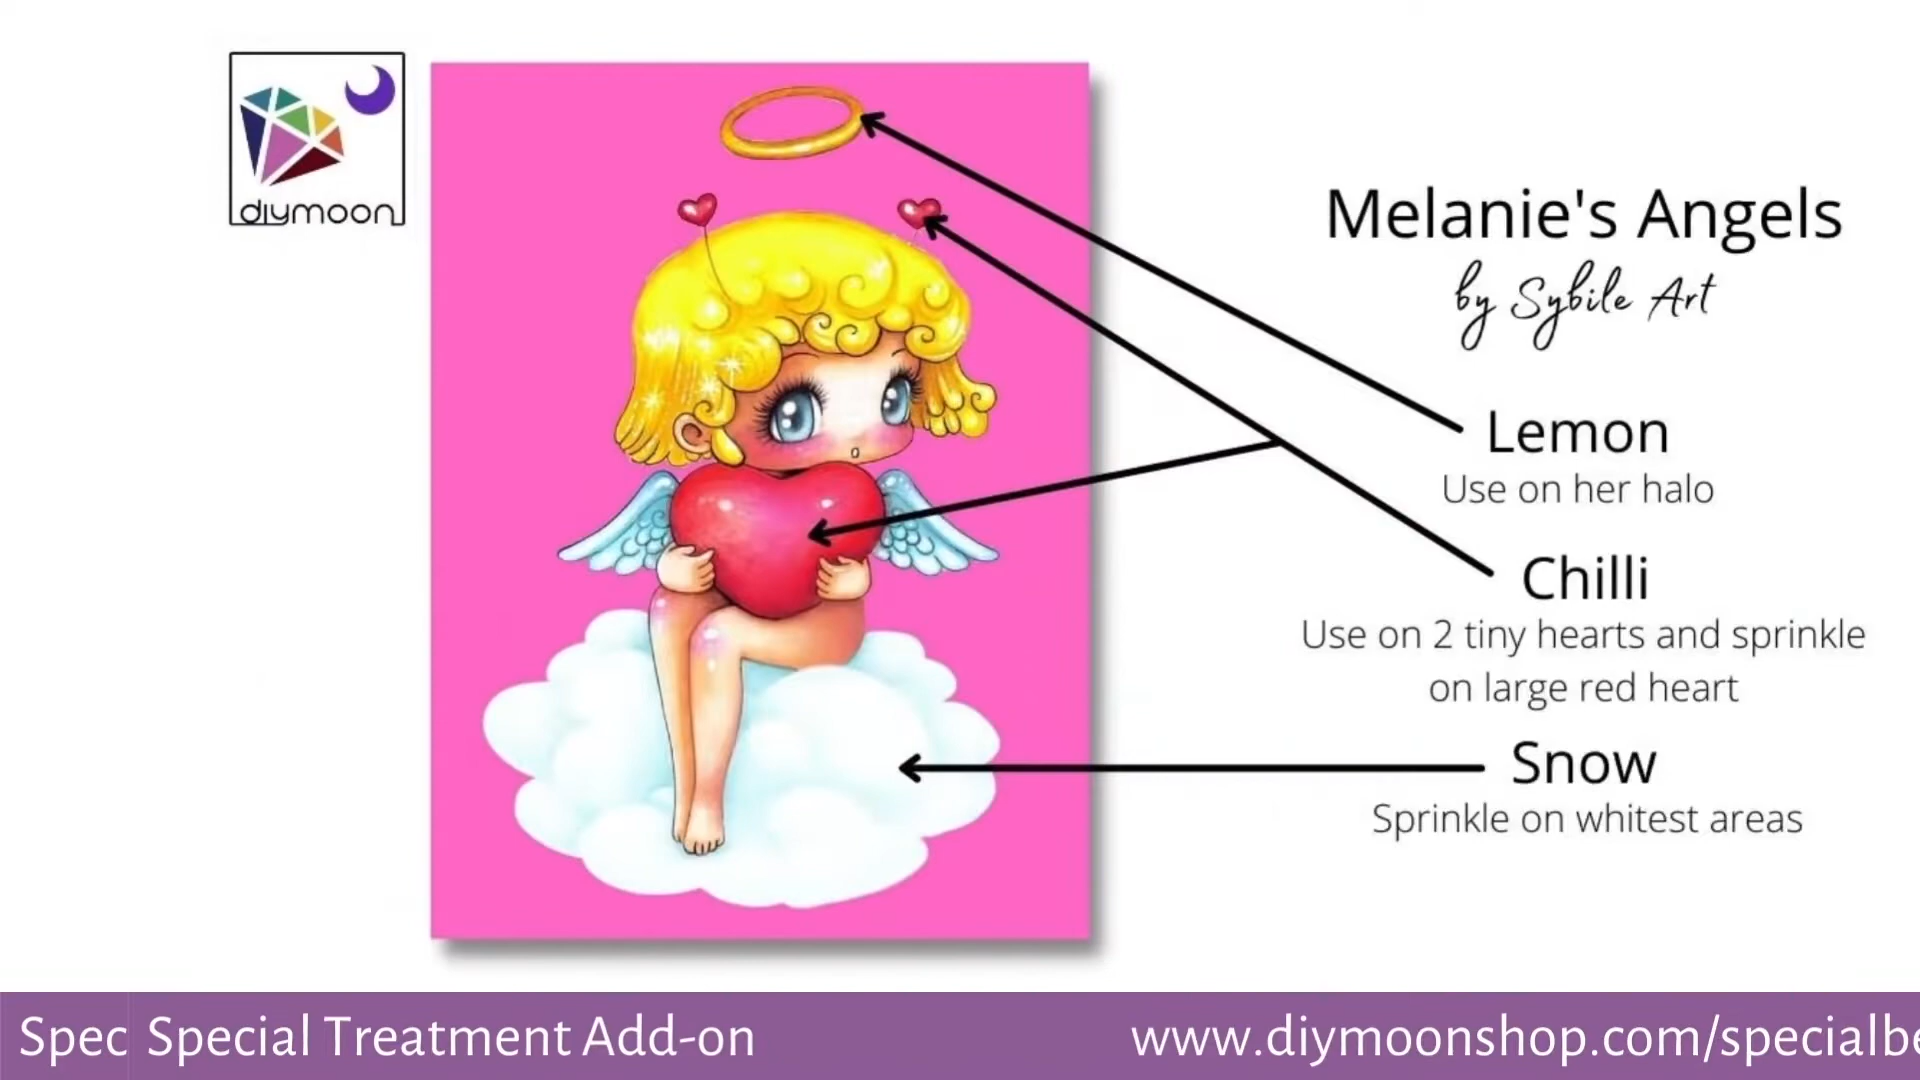 diymoon
Melanie's Angels
by Sybile Art
Lemon
Use on her halo
Chilli
Use on 2 tiny hearts and sprinkle
on large red heart
Snow
Sprinkle on whitest areas
Spec Special Treatment Add-on
www.diymoonshop.com/specialbe